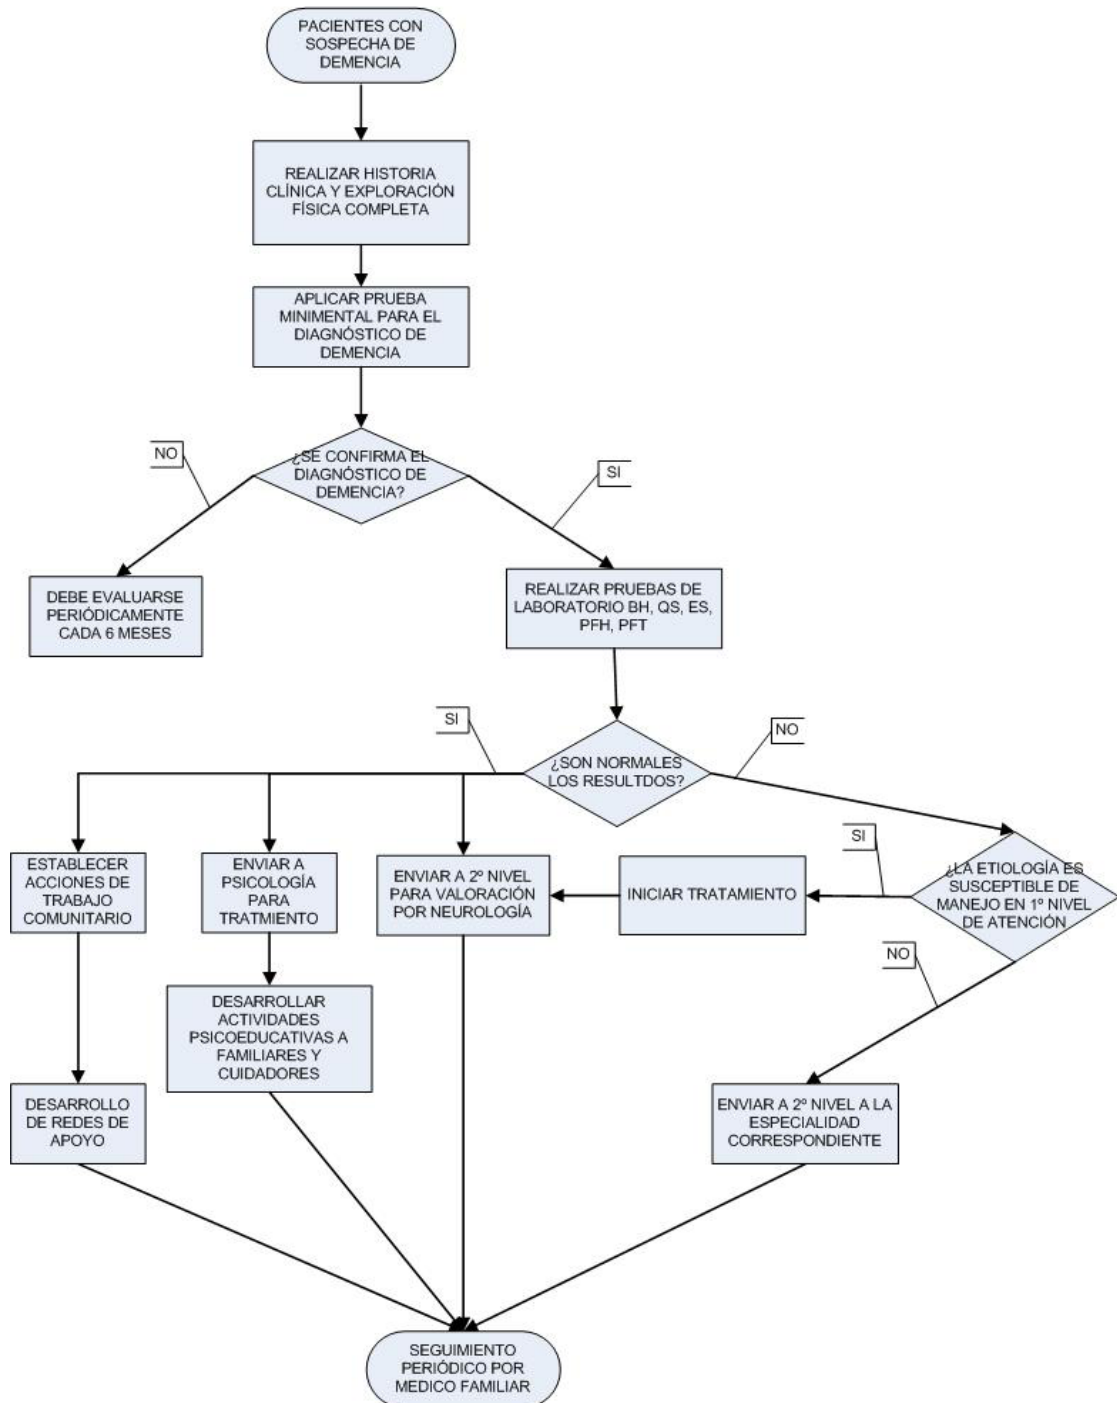 PACIENTES CON
SOSPECHA DE
DEMENCIA
REALIZAR HISTORIA
CLÍNICA Y EXPLORACIÓN
FÍSICA COMPLETA
APLICAR PRUEBA
MINIMENTAL PARA EL
DIAGNÓSTICO DE
DEMENCIA
NO
¿SE CONFIRMA EL
DIAGNÓSTICO DE
DEMENCIA?
SI
DEBE EVALUARSE
PERIÓDICAMENTE
CADA 6 MESES
REALIZAR PRUEBAS DE
LABORATORIO BH, QS, ES,
PFH, PFT
SI
¿SON NORMALES
LOS RESULTDOS?
NO
ESTABLECER
ACCIONES DE
TRABAJO
COMUNITARIO
ENVIAR A
PSICOLOGÍA
PARA
TRATMIENTO
ENVIAR A 2º NIVEL
PARA VALORACIÓN
POR NEUROLOGÍA
INICIAR TRATAMIENTO
SI
¿LA ETIOLOGÍA ES
SUSCEPTIBLE DE
MANEJO EN 1º NIVEL
DE ATENCIÓN
NO
DESARROLLAR
ACTIVIDADES
PSICOEDUCATIVAS A
FAMILIARES Y
CUIDADORES
DESARROLLO
DE REDES DE
APOYO
ENVIAR A 2º NIVEL A LA
ESPECIALIDAD
CORRESPONDIENTE
SEGUIMIENTO
PERIÓDICO POR
MEDICO FAMILIAR